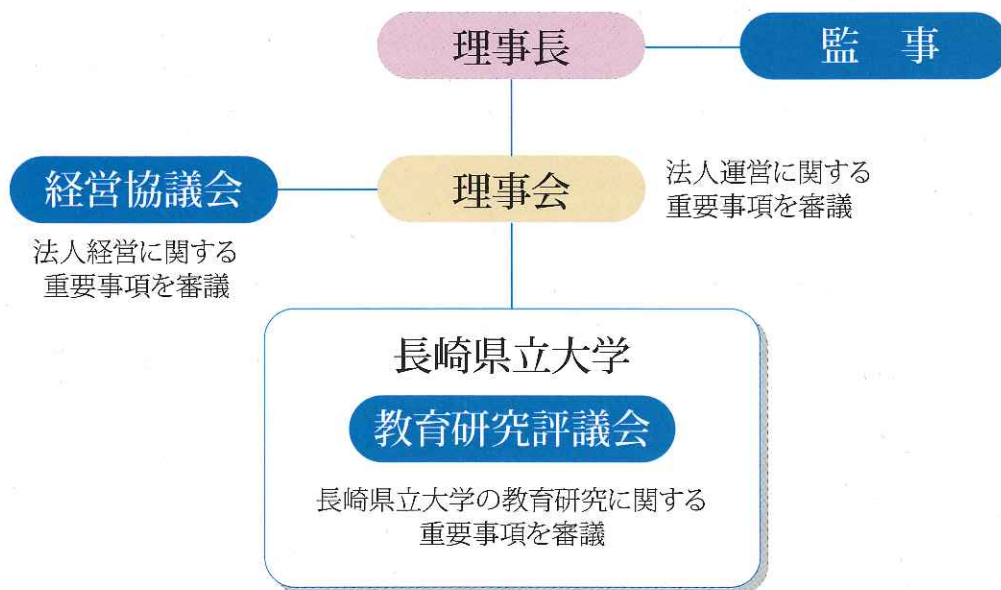 理事長
監　事
経営協議会
理事会
法人運営に関する
重要事項を審議
法人経営に関する
重要事項を審議
長崎県立大学
教育研究評議会
長崎県立大学の教育研究に関する
重要事項を審議